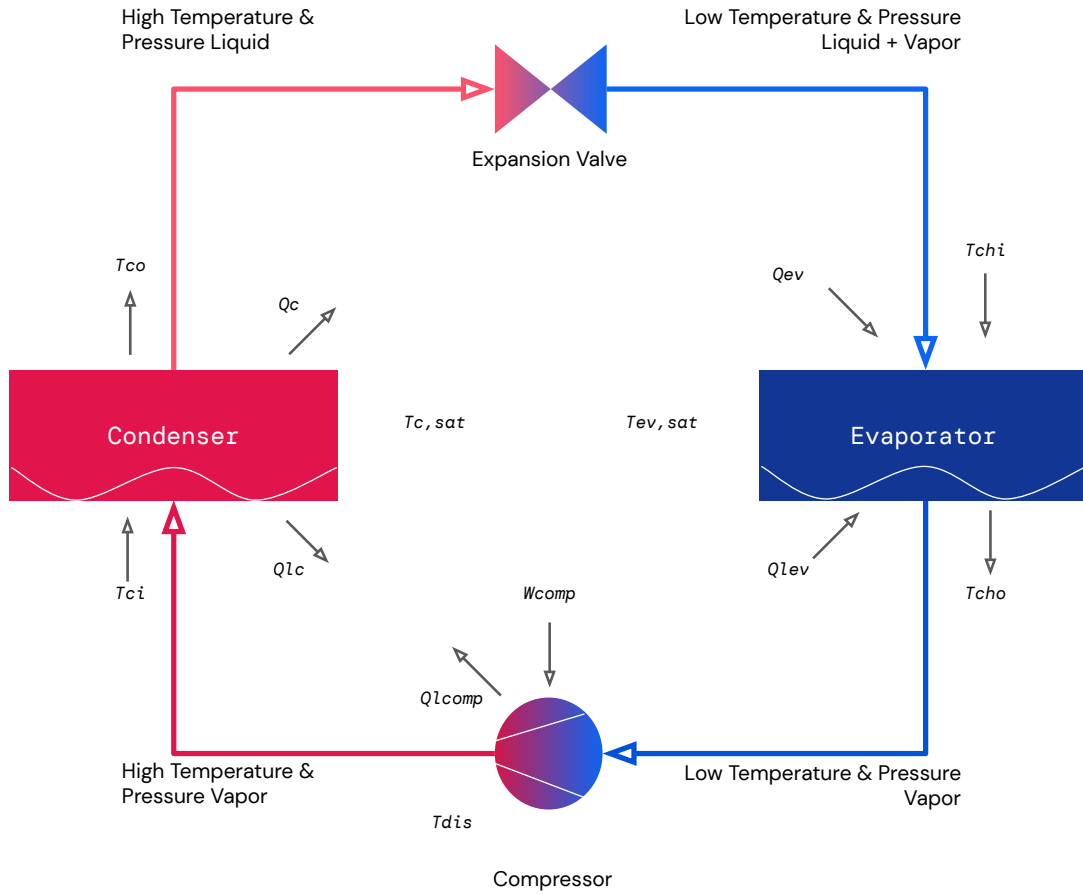 High Temperature &
Pressure Liquid
Low Temperature & Pressure
Liquid + Vapor
Expansion Valve
Tco
Qc
Qev
Tchi
Condenser
Tc,sat
Tev,sat
Evaporator
Tci
Qlc
Wcomp
Qlev
Tcho
Qlcomp
High Temperature &
Pressure Vapor
Low Temperature & Pressure
Vapor
Tdis
Compressor